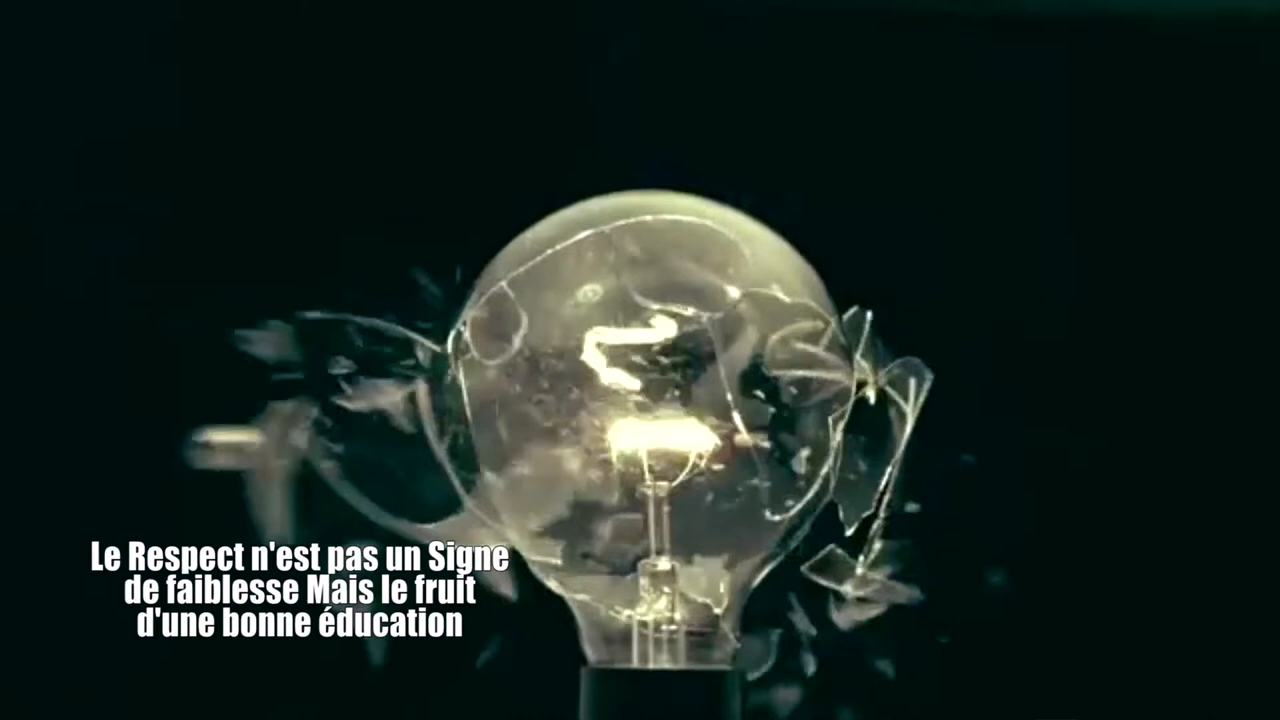 Le Respect n'est pas un Signe
de faiblesse Mais le fruit
d'une bonne éducation